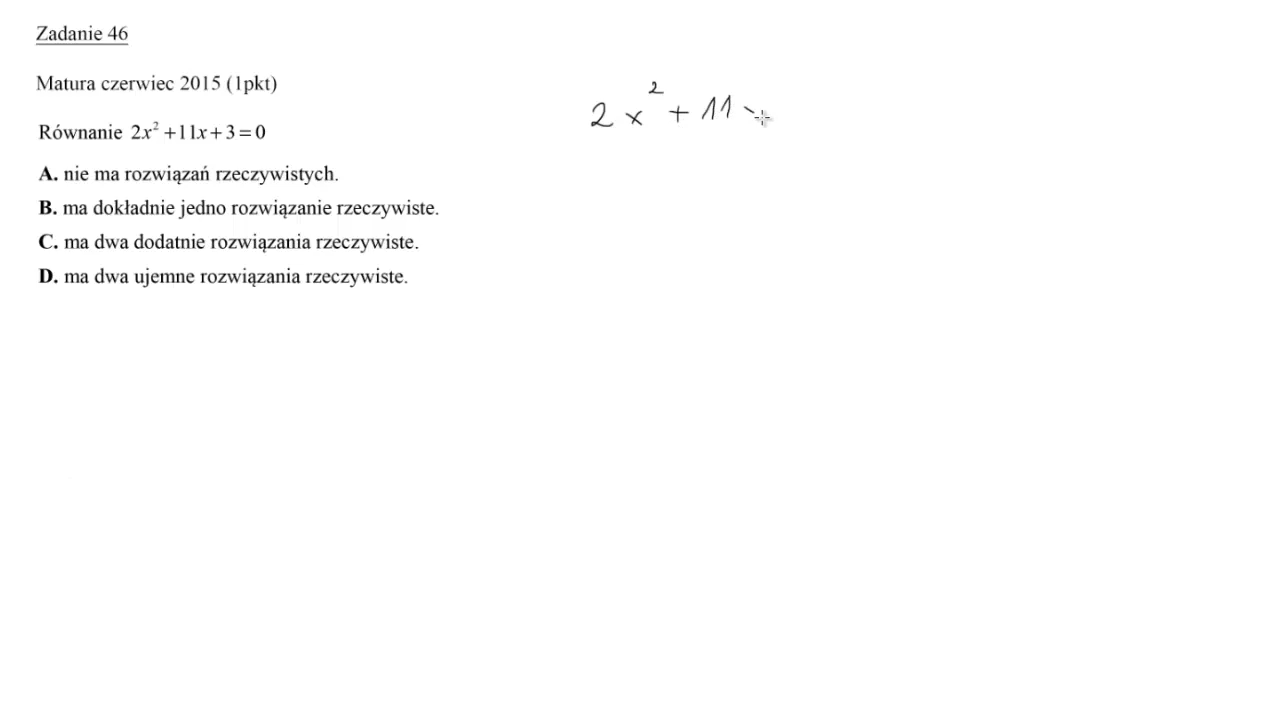 Zadanie 46
Matura czerwiec 2015 (1pkt)
2x² + 11x
Równanie 2x² +11x+3=0
A. nie ma rozwiązań rzeczywistych.
B. ma dokładnie jedno rozwiązanie rzeczywiste.
C. ma dwa dodatnie rozwiązania rzeczywiste.
D. ma dwa ujemne rozwiązania rzeczywiste.